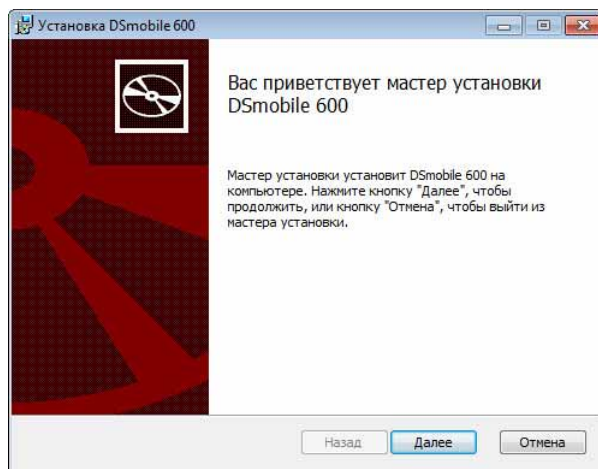 Установка DSmobile 600
Вас приветствует мастер установки
DSmobile 600
Мастер установки установит DSmobile 600 на
компьютере. Нажмите кнопку "Далее", чтобы
продолжить, или кнопку "Отмена", чтобы выйти из
мастера установки.
Назад Далее Отмена